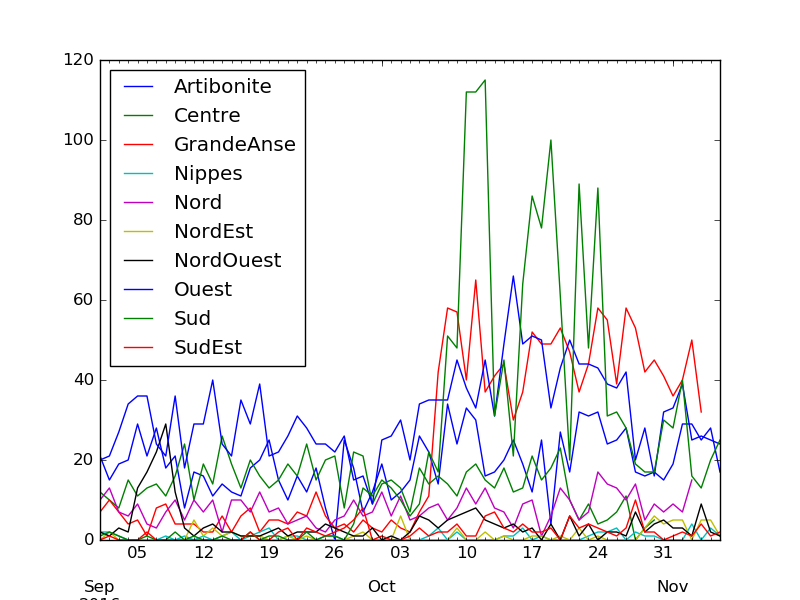 120
100
80
60
40
20
0
Artibonite
Centre
GrandeAnse
Nippes
Nord
NordEst
NordOuest
Ouest
Sud
SudEst
05 12 19 26 03 10 17 24 31
Sep Oct Nov
2016